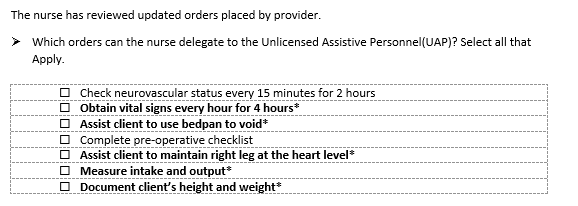 The nurse has reviewed updated orders placed by provider.
➤ Which orders can the nurse delegate to the Unlicensed Assistive Personnel(UAP)? Select all that
Apply.
☐ Check neurovascular status every 15 minutes for 2 hours
☐ Obtain vital signs every hour for 4 hours*
☐ Assist client to use bedpan to void*
☐ Complete pre-operative checklist
☐ Assist client to maintain right leg at the heart level*
☐ Measure intake and output*
☐ Document client's height and weight*